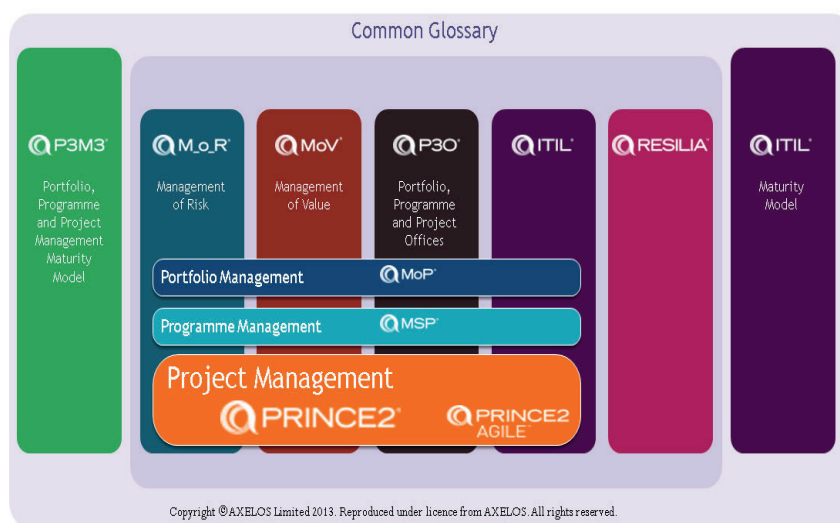 Common Glossary
P3M3®
Portfolio,
Programme
and Project
Management
Maturity
Model
M_o_R®
Management
of Risk
MoV®
Management
of Value
P3O®
Portfolio,
Programme
and Project
Offices
ITIL®
RESILIA™
ITIL®
Maturity
Model
Portfolio Management
MoP®
Programme Management
MSP®
Project Management
PRINCE2®
PRINCE2
AGILE™
Copyright ©AXELOS Limited 2013. Reproduced under licence from AXELOS. All rights reserved.